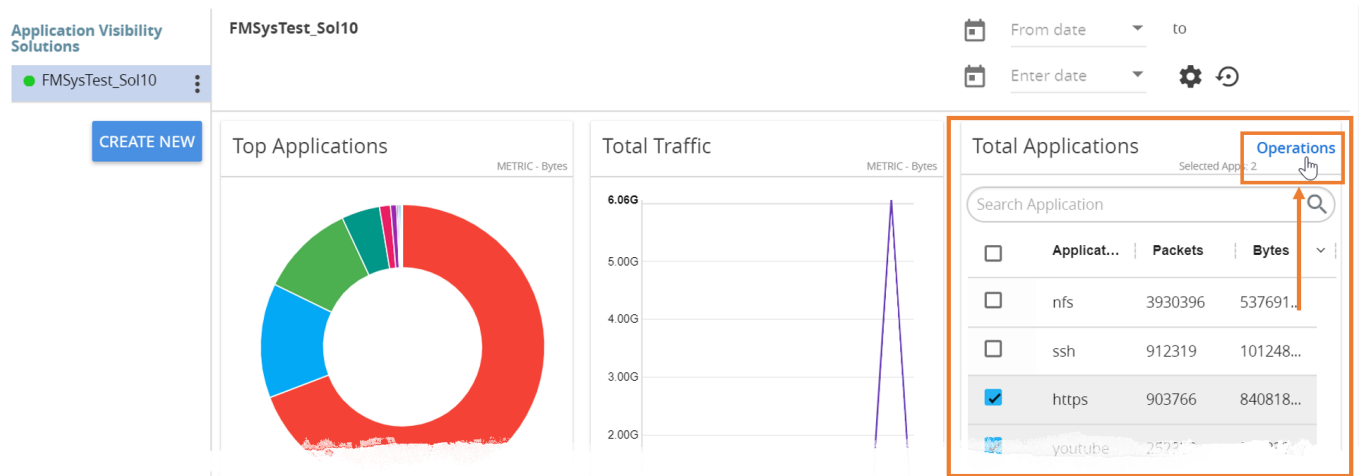 Application Visibility
Solutions
FMSysTest_Sol10
CREATE NEW
FMSysTest_Sol10
From date
to
Enter date
Top Applications
METRIC - Bytes
Total Traffic
METRIC - Bytes
6.06G
5.00G
4.00G
3.00G
2.00G
Total Applications
Operations
Selected Apps: 2
Search Application
Applicat... Packets Bytes
nfs 3930396 537691...
ssh 912319 101248...
https 903766 840818...
youtube